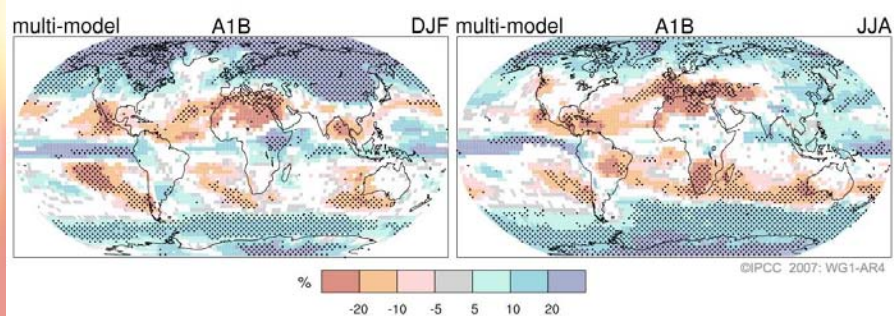 multi-model A1B DJF
multi-model A1B JJA
©IPCC 2007: WG1-AR4
%
-20 -10 -5 5 10 20